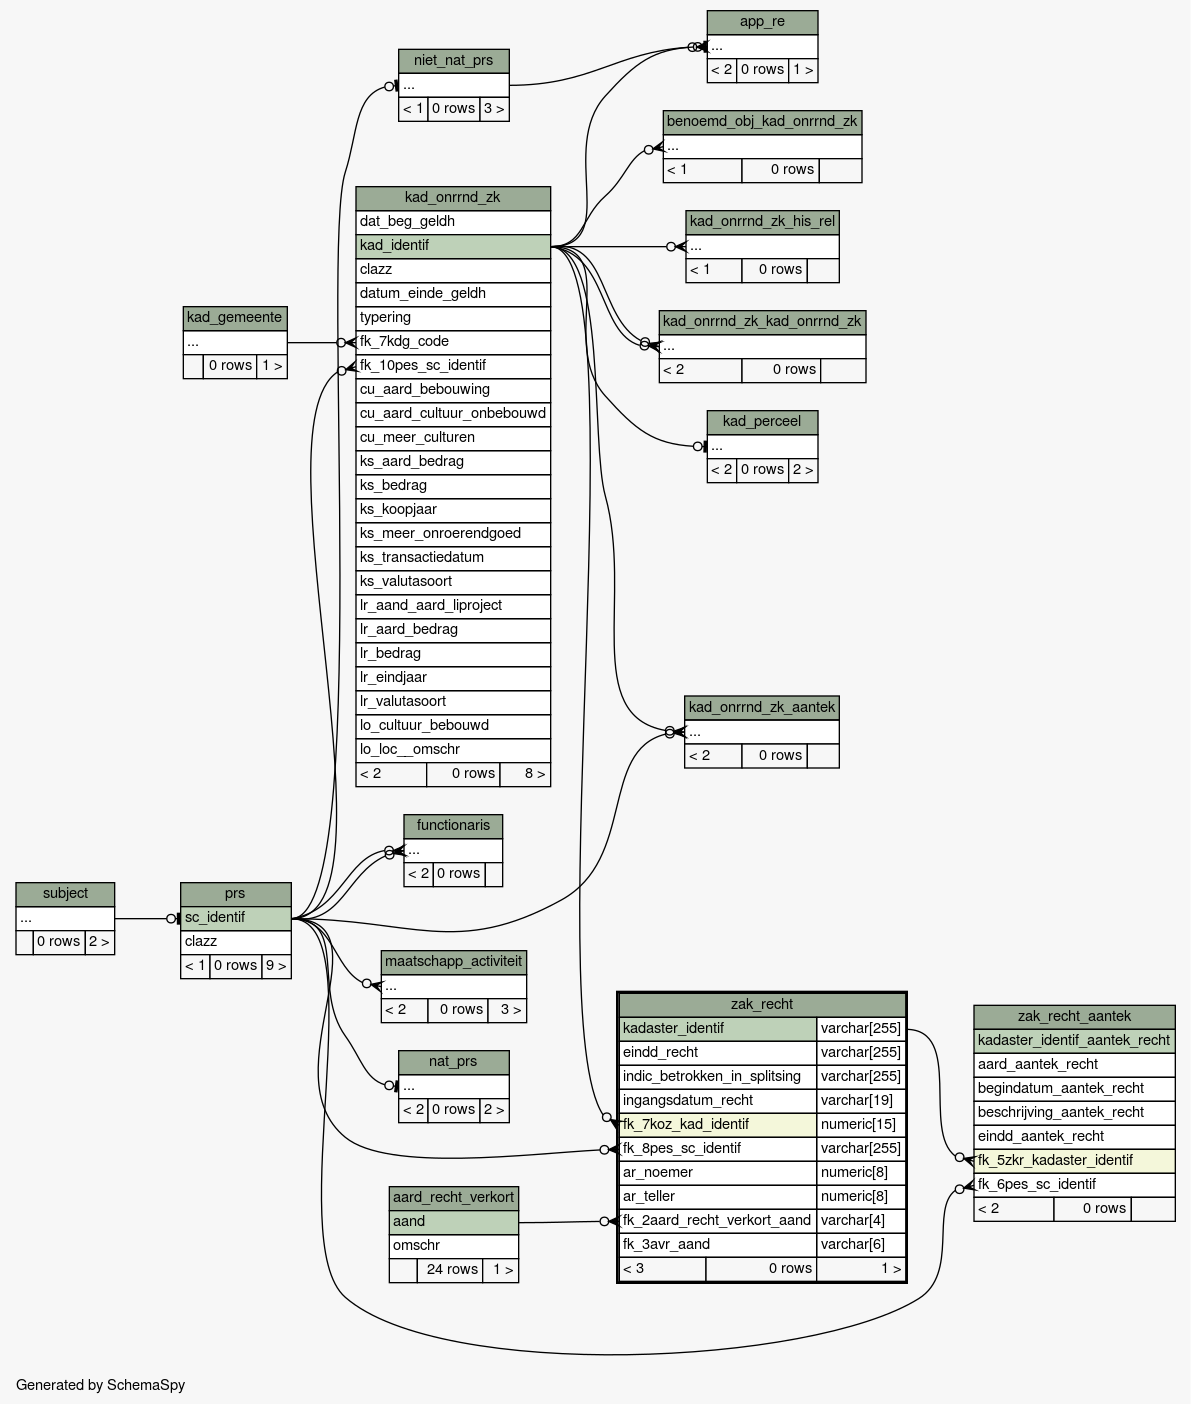 app_re
...
< 2 0 rows 1 >
niet_nat_prs
...
< 1 0 rows 3 >
benoemd_obj_kad_onrrnd_zk
...
< 1 0 rows
kad_onrrnd_zk
dat_beg_geldh
kad_identif
clazz
datum_einde_geldh
typering
fk_7kdg_code
fk_10pes_sc_identif
cu_aard_bebouwing
cu_aard_cultuur_onbebouwd
cu_meer_culturen
ks_aard_bedrag
ks_bedrag
ks_koopjaar
ks_meer_onroerendgoed
ks_transactiedatum
ks_valutasoort
lr_aand_aard_liproject
lr_aard_bedrag
lr_bedrag
lr_eindjaar
lr_valutasoort
lo_cultuur_bebouwd
lo_loc__omschr
< 2 0 rows 8 >
kad_onrrnd_zk_his_rel
...
< 1 0 rows
kad_gemeente
...
0 rows 1 >
kad_onrrnd_zk_kad_onrrnd_zk
...
< 2 0 rows
kad_perceel
...
< 2 0 rows 2 >
kad_onrrnd_zk_aantek
...
< 2 0 rows
functionaris
...
< 2 0 rows
subject
...
0 rows 2 >
prs
sc_identif
clazz
< 1 0 rows 9 >
maatschapp_activiteit
...
< 2 0 rows 3 >
nat_prs
...
< 2 0 rows 2 >
zak_recht
kadaster_identif varchar[255]
eindd_recht varchar[255]
indic_betrokken_in_splitsing varchar[255]
ingangsdatum_recht varchar[19]
fk_7koz_kad_identif numeric[15]
fk_8pes_sc_identif varchar[255]
ar_noemer numeric[8]
ar_teller numeric[8]
fk_2aard_recht_verkort_aand varchar[4]
fk_3avr_aand varchar[6]
< 3 0 rows 1 >
zak_recht_aantek
kadaster_identif_aantek_recht
aard_aantek_recht
begindatum_aantek_recht
beschrijving_aantek_recht
eindd_aantek_recht
fk_5zkr_kadaster_identif
fk_6pes_sc_identif
< 2 0 rows
aard_recht_verkort
aand
omschr
24 rows 1 >
Generated by SchemaSpy